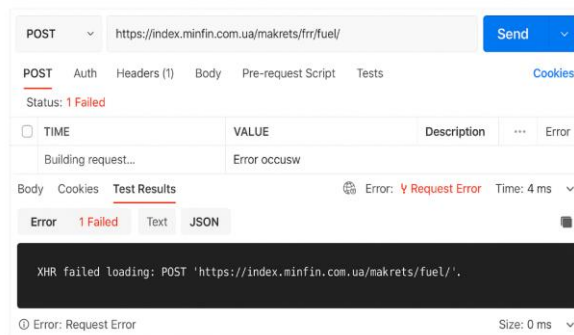 POST https://index.minfin.com.ua/makrets/frr/fuel/ Send
POST Auth Headers (1) Body Pre-request Script Tests Cookies
Status: 1 Failed
TIME VALUE Description ... Error
Building request... Error occusw
Body Cookies Test Results Error: Request Error Time: 4 ms
Error 1 Failed Text JSON
XHR failed loading: POST 'https://index.minfin.com.ua/makrets/fuel/'.
Error: Request Error Size: 0 ms